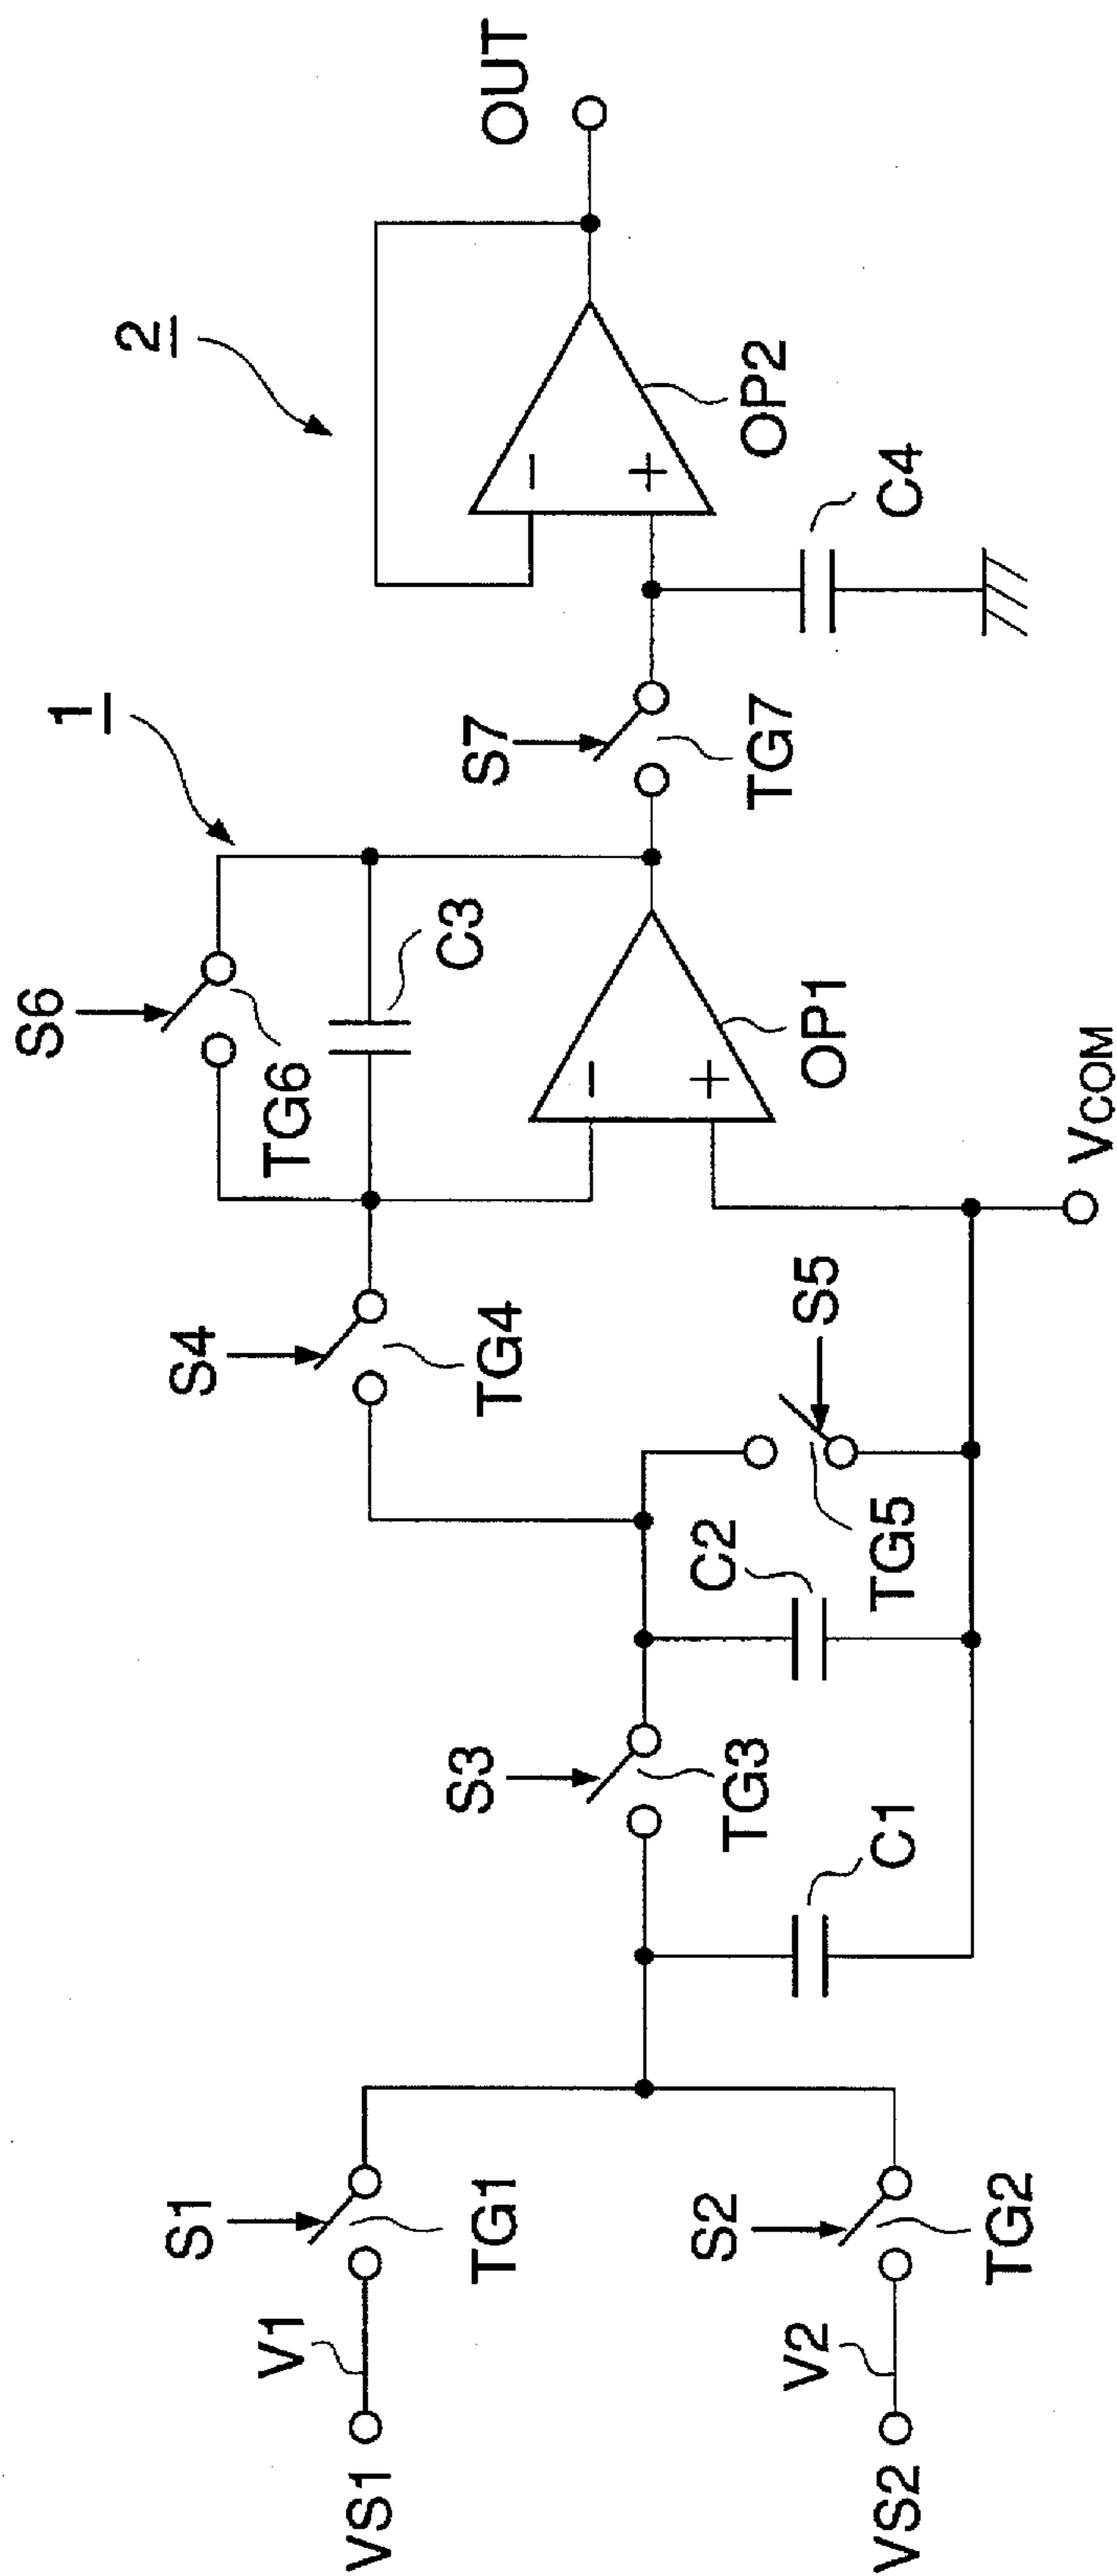 1
2
S6
TG6
C3
S4
TG4
OP1
S7
TG7
OUT
OP2
C4
S1
V1
VS1
TG1
S3
TG3
C2
S5
TG5
C1
S2
V2
VS2
TG2
VCOM